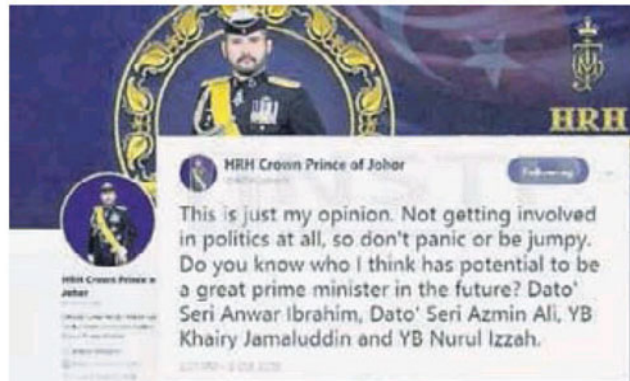 HRH
HRH Crown Prince of Johor
Following
This is just my opinion. Not getting involved
in politics at all, so don't panic or be jumpy.
Do you know who I think has potential to be
a great prime minister in the future? Dato'
Seri Anwar Ibrahim, Dato' Seri Azmin Ali, YB
Khairy Jamaluddin and YB Nurul Izzah.
HRH Crown Prince
Johor